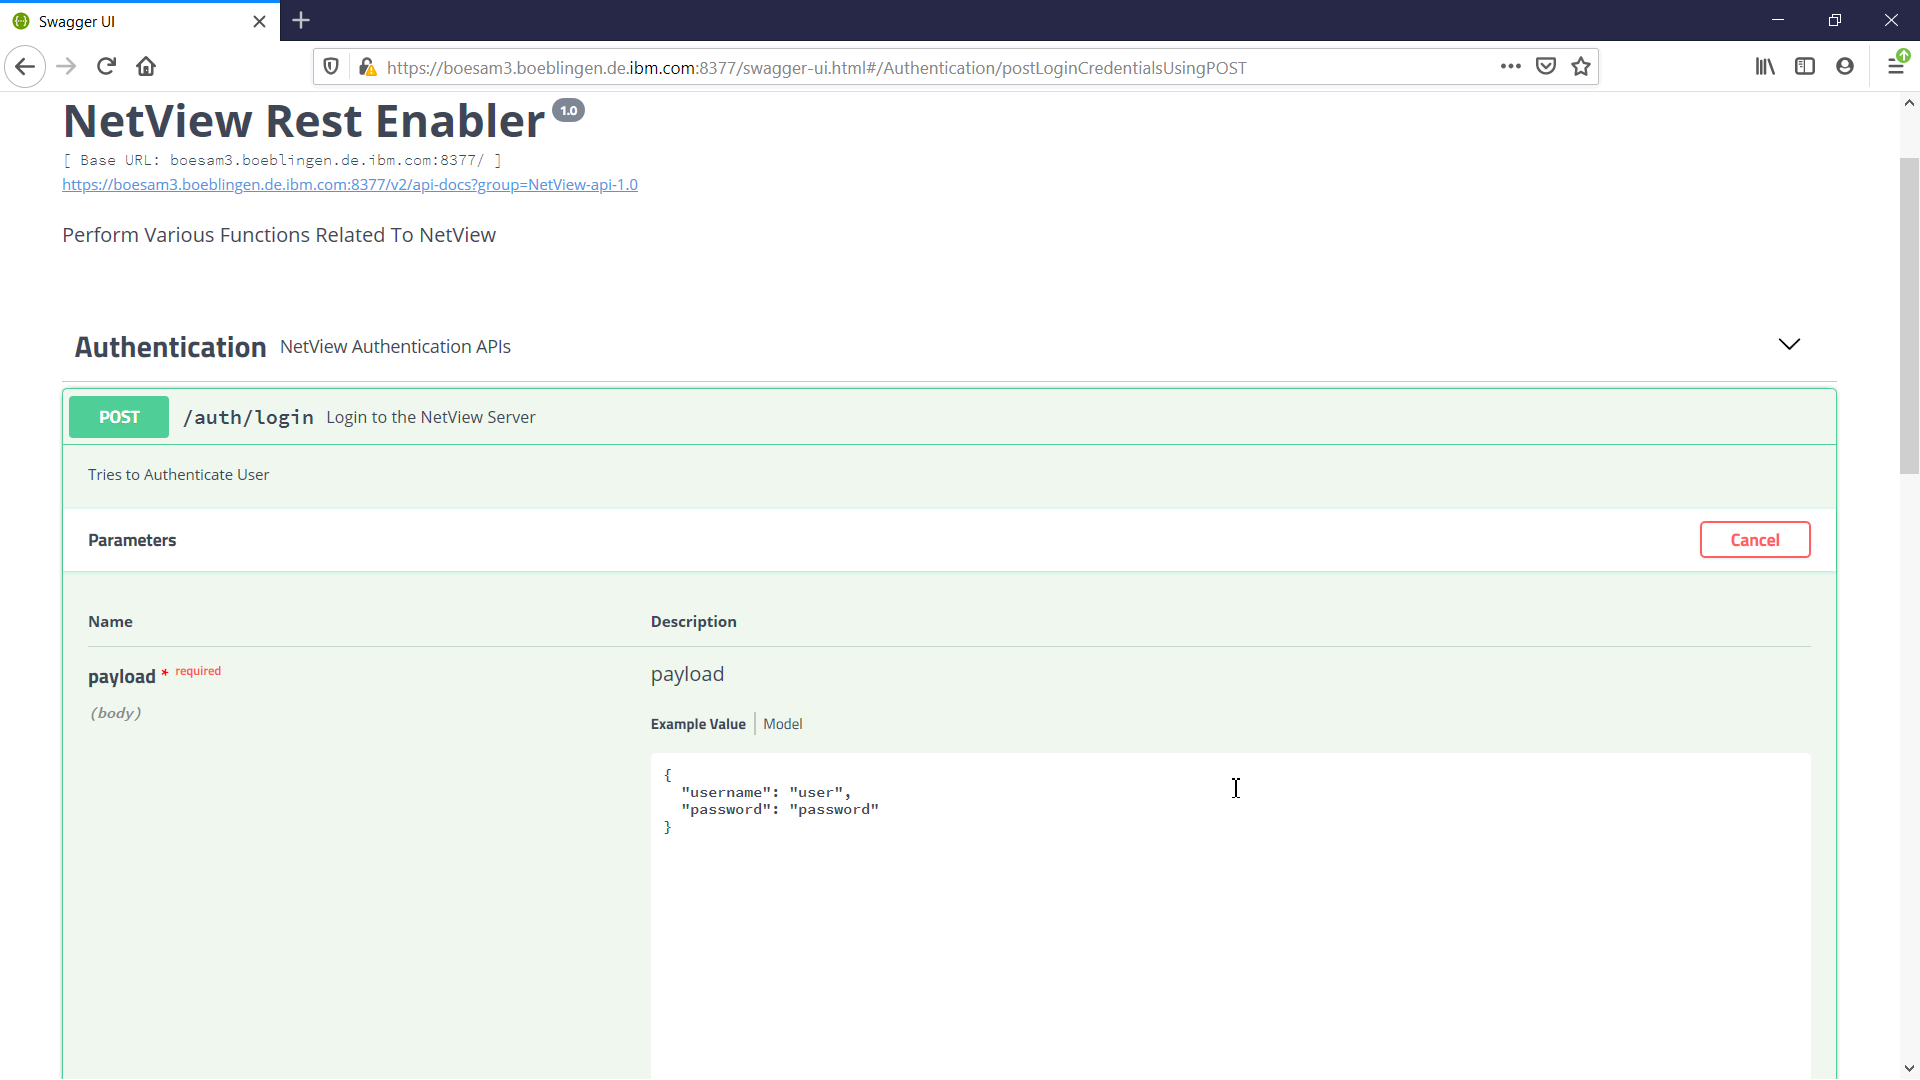 Swagger UI
https://boesam3.boeblingen.de.ibm.com:8377/swagger-ui.html#/Authentication/postLoginCredentialsUsingPOST
NetView Rest Enabler 1.0
[ Base URL: boesam3.boeblingen.de.ibm.com:8377/ ]
https://boesam3.boeblingen.de.ibm.com:8377/v2/api-docs?group=NetView-api-1.0
Perform Various Functions Related To NetView
Authentication NetView Authentication APIs
POST /auth/login Login to the NetView Server
Tries to Authenticate User
Parameters Cancel
Name Description
payload * required payload
(body)
Example Value Model
{
"username": "user",
"password": "password"
}